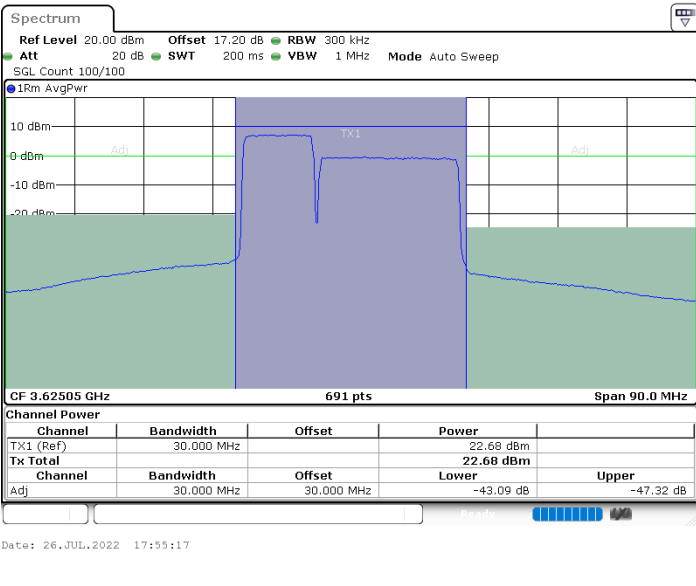 Spectrum
Ref Level 20.00 dBm Offset 17.20 dB RBW 300 kHz
Att 20 dB SWT 200 ms VBW 1 MHz Mode Auto Sweep
SGL Count 100/100
1Rm AvgPwr
10 dBm
TX1
Adj Adj
0 dBm
-10 dBm
-20 dBm
CF 3.62505 GHz 691 pts Span 90.0 MHz
Channel Power
Channel Bandwidth Offset Power
TX1 (Ref) 30.000 MHz 22.68 dBm
Tx Total 22.68 dBm
Channel Bandwidth Offset Lower Upper
Adj 30.000 MHz 30.000 MHz -43.09 dB -47.32 dB
Ready
Date: 26.JUL.2022 17:55:17